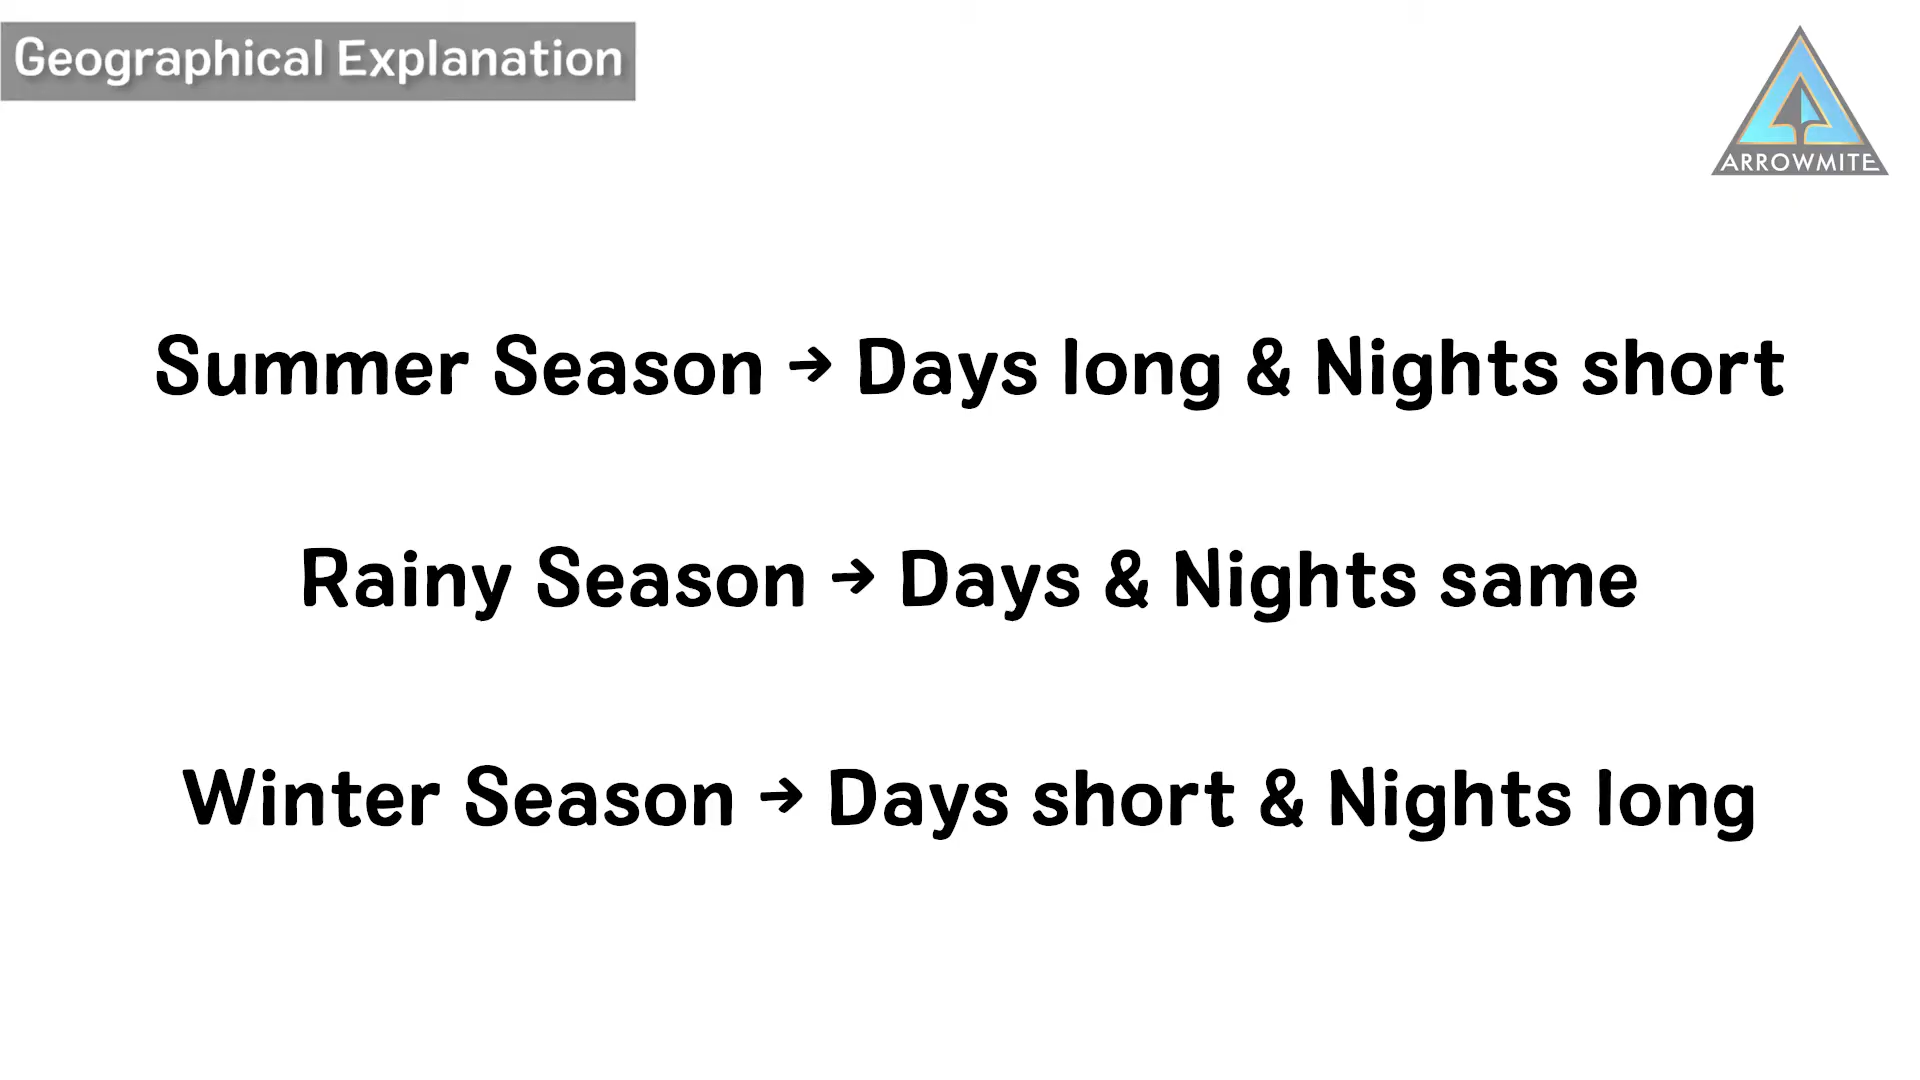 Geographical Explanation
ARROWMITE
Summer Season → Days long & Nights short
Rainy Season → Days & Nights same
Winter Season → Days short & Nights long